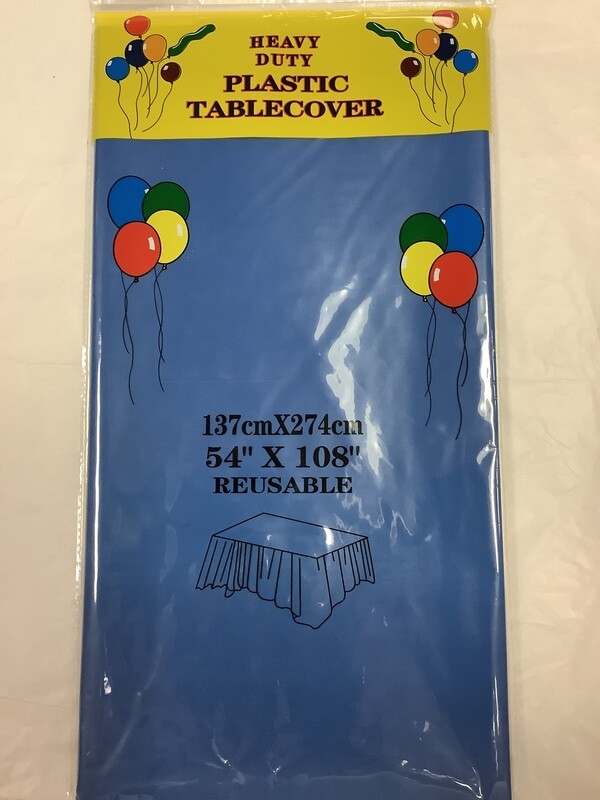 HEAVY
DUTY
PLASTIC
TABLECOVER
137cmX274cm
54" X 108"
REUSABLE